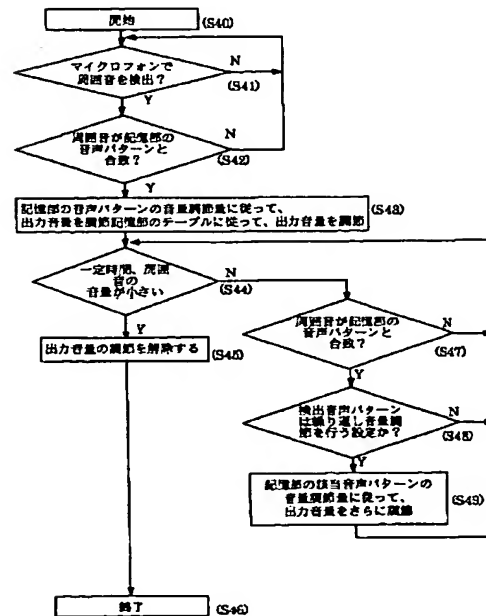 開始
(S40)
マイクロフォンで
周囲音を検出?
N
(S41)
Y
周囲音が記憶部の
音声パターンと
合致?
N
(S42)
Y
記憶部の音声パターンの音量調節量に従って、
出力音量を調節記憶部のテーブルに従って、出力音量を調節
(S43)
一定時間、周囲
音の
音量が小さい
N
(S44)
Y
出力音量の調節を解除する
(S45)
周囲音が記憶部の
音声パターンと
合致?
N
(S47)
Y
検出音声パターン
は繰り返し音量調
節を行う設定か?
N
(S48)
Y
記憶部の該当音声パターンの
音量調節量に従って、
出力音量をさらに調節
(S49)
終了
(S46)